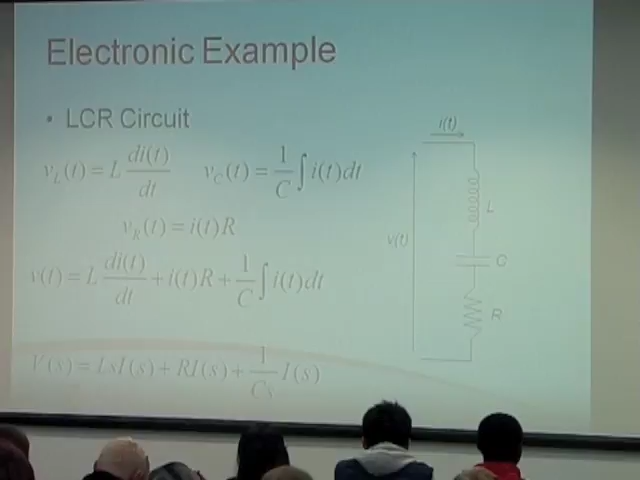 Electronic Example
• LCR Circuit
v_L(t) = L di(t)/dt   v_C(t) = 1/C ∫ i(t)dt
v_R(t) = i(t)R
v(t) = L di(t)/dt + i(t)R + 1/C ∫ i(t)dt
V(s) = LsI(s) + RI(s) + 1/Cs I(s)
i(t)
L
v(t)
C
R